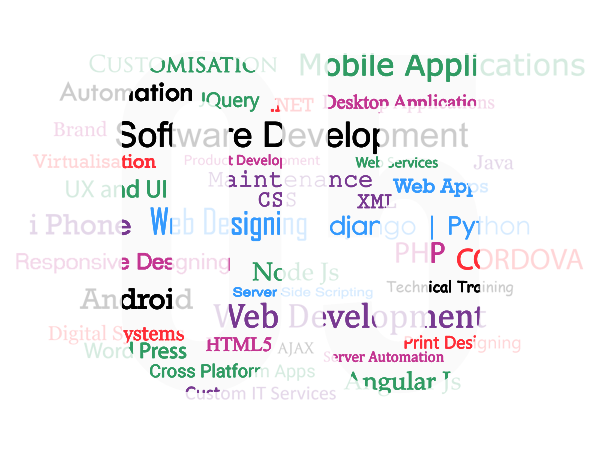 CUSTOMISATION Mobile Applications
Automation JQuery .NET Desktop Applications
Brand Software Development
Virtualisation Product Development Web Services Java
UX and UI Maintenance Web Apps
CSS XML
i Phone Web Designing django | Python
Responsive Designing PHP CORDOVA
Node Js
Android Server Side Scripting Technical Training
Web Development
Digital Systems HTML5 AJAX Print Designing
Word Press Server Automation
Cross Platform Apps Angular Js
Custom IT Services